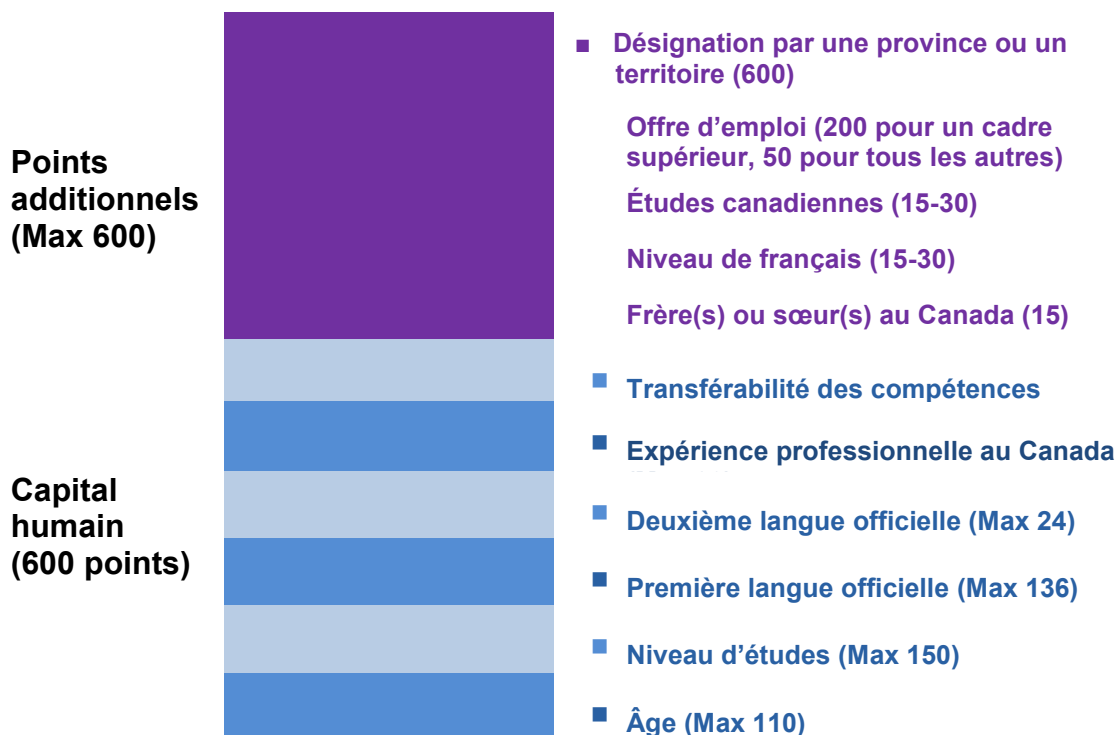 Points
additionnels
(Max 600)
Capital
humain
(600 points)
■ Désignation par une province ou un
territoire (600)
Offre d’emploi (200 pour un cadre
supérieur, 50 pour tous les autres)
Études canadiennes (15-30)
Niveau de français (15-30)
Frère(s) ou sœur(s) au Canada (15)
■ Transférabilité des compétences
■ Expérience professionnelle au Canada
■ Deuxième langue officielle (Max 24)
■ Première langue officielle (Max 136)
■ Niveau d’études (Max 150)
■ Âge (Max 110)